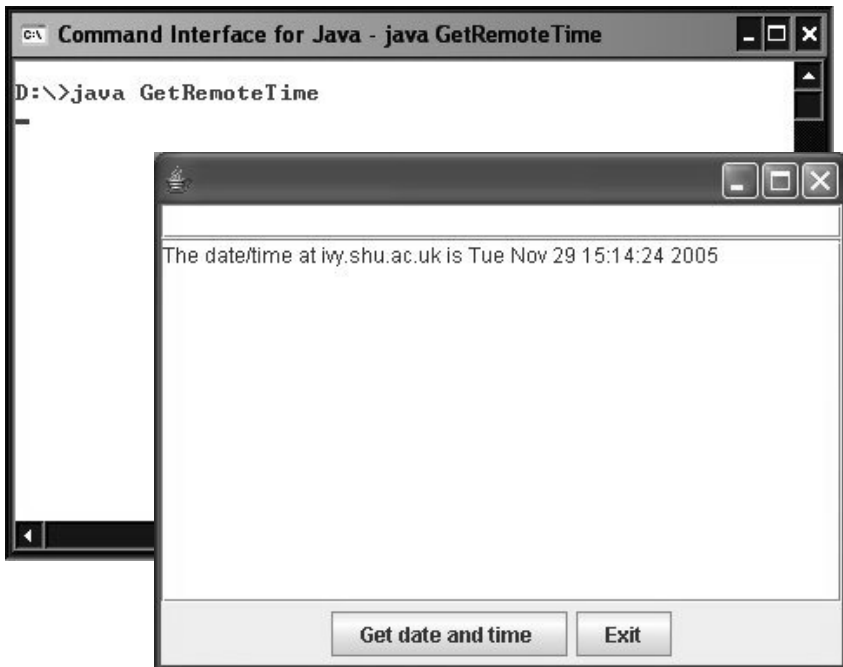 Command Interface for Java - java GetRemoteTime
D:\>java GetRemoteTime
The date/time at ivy.shu.ac.uk is Tue Nov 29 15:14:24 2005
Get date and time
Exit